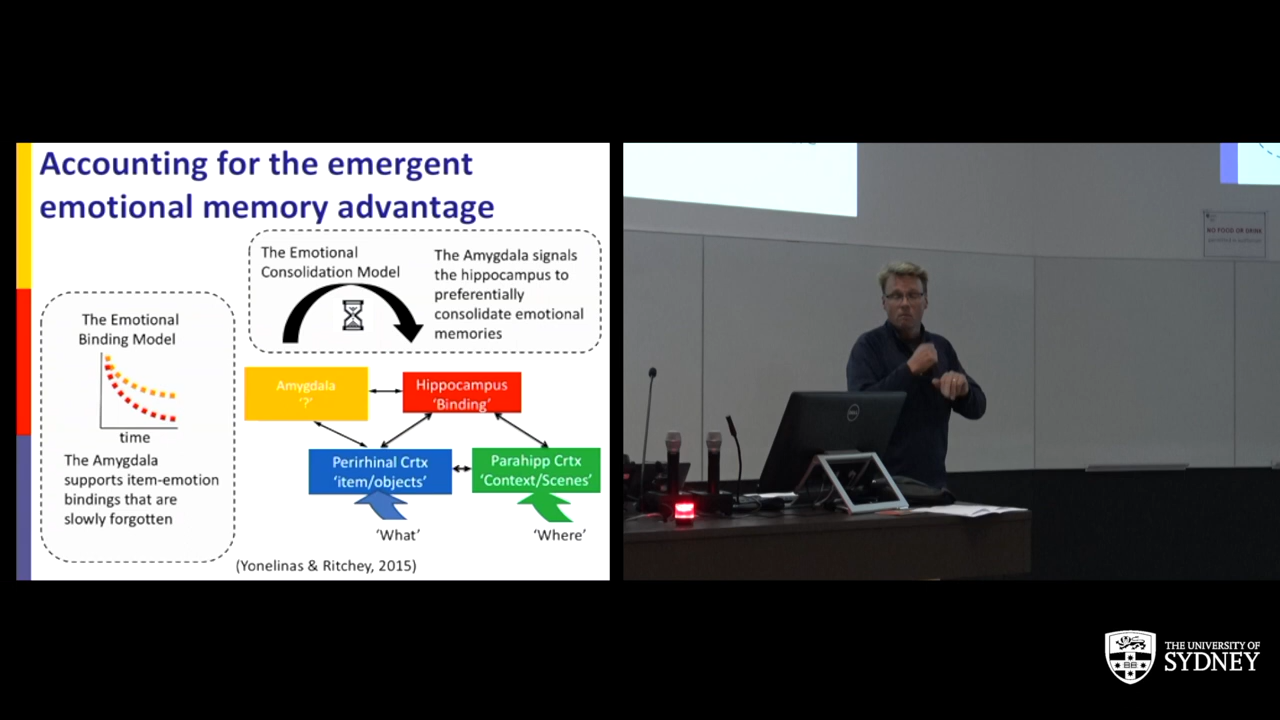 Accounting for the emergent
emotional memory advantage
The Emotional
Consolidation Model
The Amygdala signals
the hippocampus to
preferentially
consolidate emotional
memories
The Emotional
Binding Model
time
The Amygdala
supports item-emotion
bindings that are
slowly forgotten
Amygdala
'?'
Hippocampus
'Binding'
Perirhinal Crtx
'item/objects'
Parahipp Crtx
'Context/Scenes'
'What'
'Where'
(Yonelinas & Ritchey, 2015)
NO FOOD OR DRINK
DELL
THE UNIVERSITY OF
SYDNEY